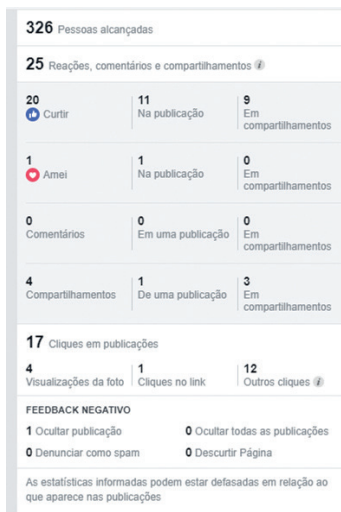 326 Pessoas alcançadas
25 Reações, comentários e compartilhamentos i
20 11 9
Curtir Na publicação Em
compartilhamentos
1 1 0
Amei Na publicação Em
compartilhamentos
0 0 0
Comentários Em uma publicação Em
compartilhamentos
4 1 3
Compartilhamentos De uma publicação Em
compartilhamentos
17 Cliques em publicações
4 1 12
Visualizações da foto Cliques no link Outros cliques i
FEEDBACK NEGATIVO
1 Ocultar publicação 0 Ocultar todas as publicações
0 Denunciar como spam 0 Descurtir Página
As estatísticas informadas podem estar defasadas em relação ao
que aparece nas publicações